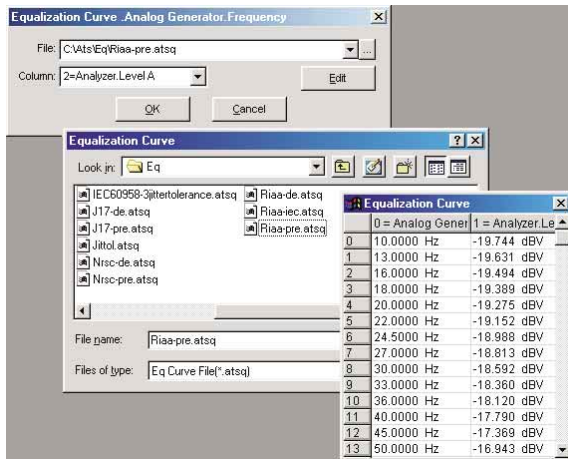 Equalization Curve .Analog Generator.Frequency
File: C:\Ats\Eq\Riaa-pre.atsq ...
Column: 2=Analyzer.Level A Edit
OK Cancel
Equalization Curve
Look in: Eq
IEC60958-3jittertolerance.atsq Riaa-de.atsq
J17-de.atsq Riaa-iec.atsq
J17-pre.atsq Riaa-pre.atsq
Jittol.atsq
Nrsc-de.atsq
Nrsc-pre.atsq
File name: Riaa-pre.atsq
Files of type: Eq Curve File(*.atsq)
Equalization Curve
0 = Analog Gener 1 = Analyzer.Le
0 10.0000 Hz -19.744 dBV
1 13.0000 Hz -19.631 dBV
2 16.0000 Hz -19.494 dBV
3 18.0000 Hz -19.389 dBV
4 20.0000 Hz -19.275 dBV
5 22.0000 Hz -19.152 dBV
6 24.5000 Hz -18.988 dBV
7 27.0000 Hz -18.813 dBV
8 30.0000 Hz -18.592 dBV
9 33.0000 Hz -18.360 dBV
10 36.0000 Hz -18.120 dBV
11 40.0000 Hz -17.790 dBV
12 45.0000 Hz -17.369 dBV
13 50.0000 Hz -16.943 dBV